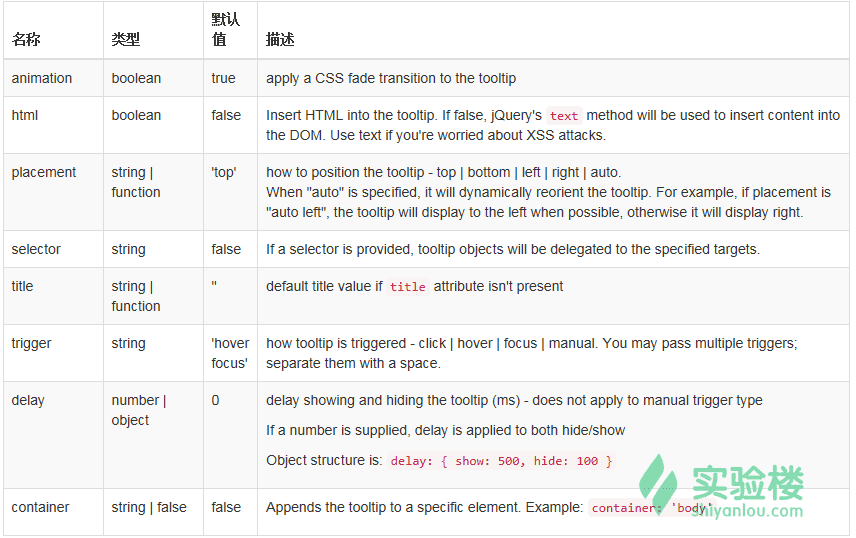 名称 类型 默认值 描述
animation boolean true apply a CSS fade transition to the tooltip
html boolean false Insert HTML into the tooltip. If false, jQuery's text method will be used to insert content into
the DOM. Use text if you're worried about XSS attacks.
placement string | function 'top' how to position the tooltip - top | bottom | left | right | auto.
When "auto" is specified, it will dynamically reorient the tooltip. For example, if placement is
"auto left", the tooltip will display to the left when possible, otherwise it will display right.
selector string false If a selector is provided, tooltip objects will be delegated to the specified targets.
title string | function '' default title value if title attribute isn't present
trigger string 'hover focus' how tooltip is triggered - click | hover | focus | manual. You may pass multiple triggers;
separate them with a space.
delay number | object 0 delay showing and hiding the tooltip (ms) - does not apply to manual trigger type
If a number is supplied, delay is applied to both hide/show
Object structure is: delay: { show: 500, hide: 100 }
container string | false false Appends the tooltip to a specific element. Example: container: 'body'
实验楼
shiyanlou.com